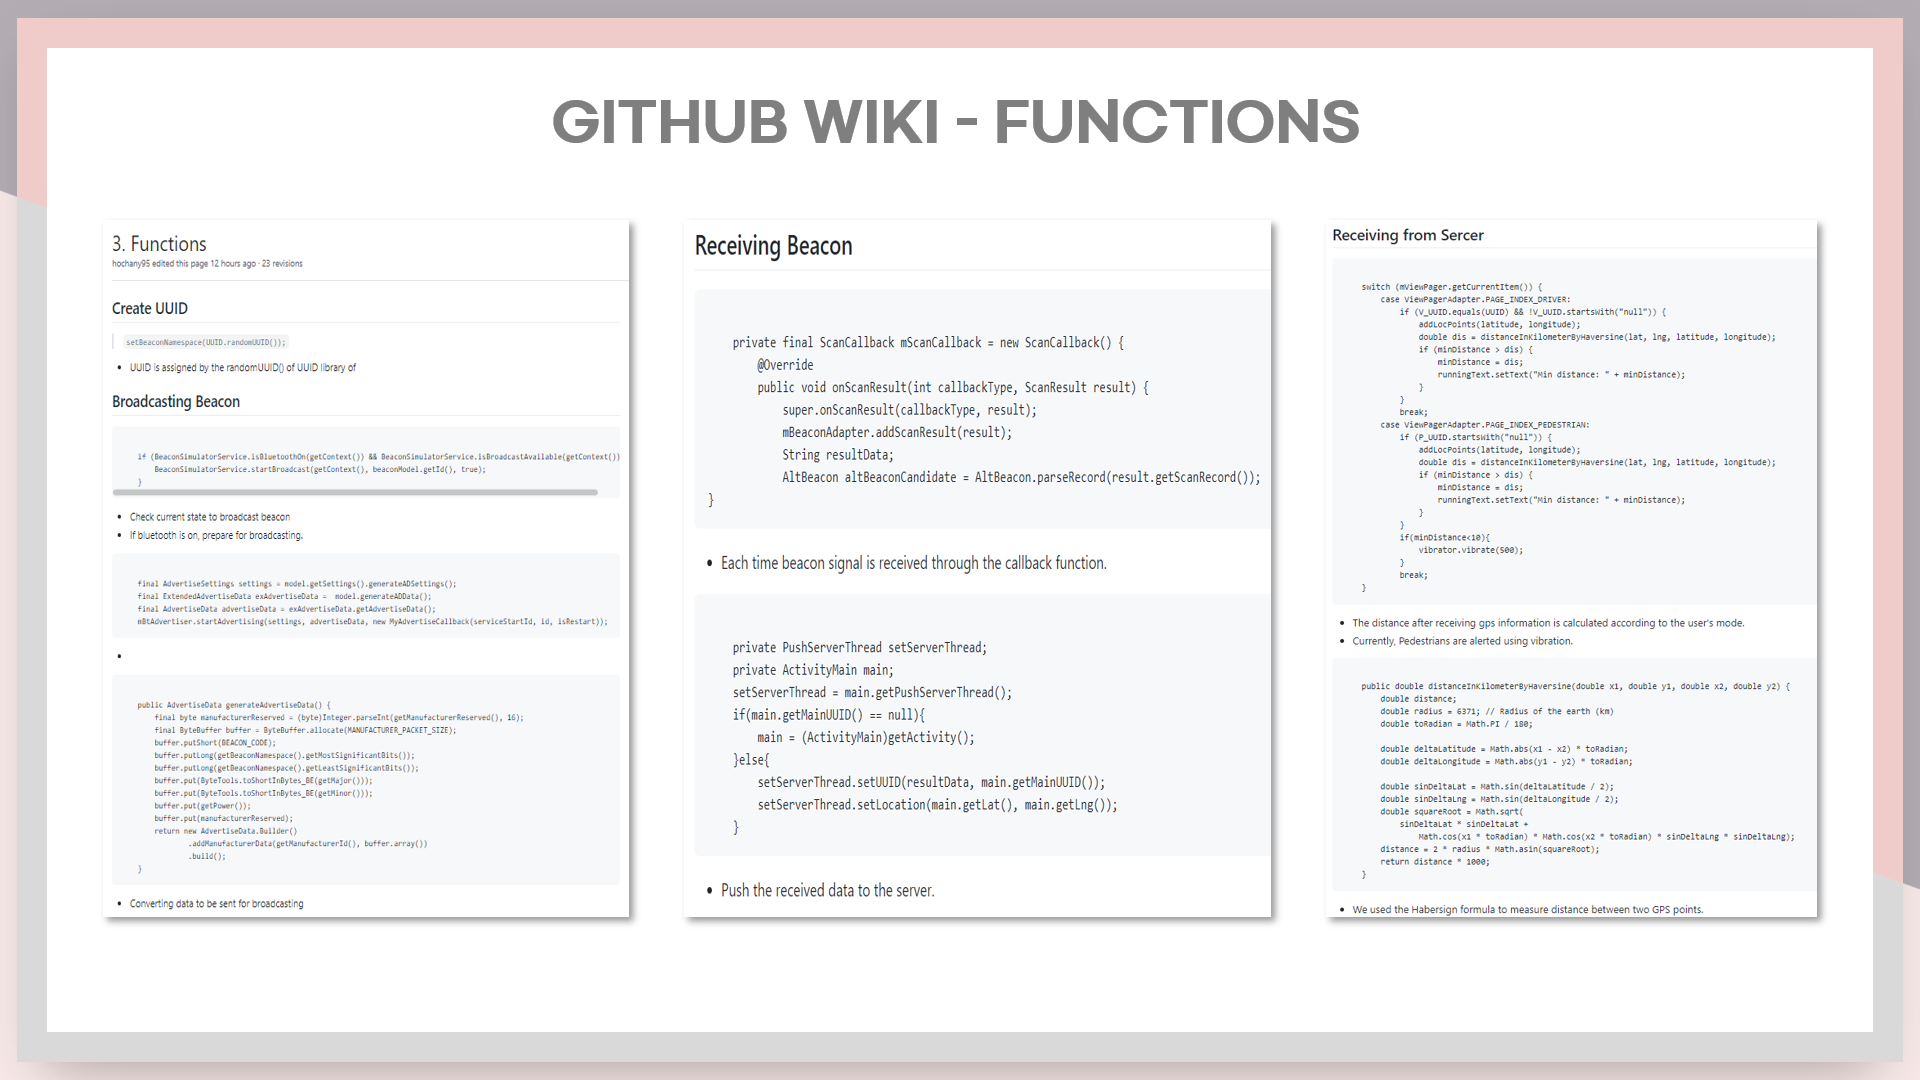 GITHUB WIKI - FUNCTIONS
3. Functions
hochany95 edited this page 12 hours ago · 23 revisions
Create UUID
setBeaconNamespace(UUID.randomUUID());
• UUID is assigned by the randomUUID() of UUID library of
Broadcasting Beacon
if (BeaconSimulatorService.isBluetoothOn(getContext()) && BeaconSimulatorService.isBroadcastAvailable(getContext())
BeaconSimulatorService.startBroadcast(getContext(), beaconModel.getId(), true);
}
• Check current state to broadcast beacon
• If bluetooth is on, prepare for broadcasting.
final AdvertiseSettings settings = model.getSettings().generateADSettings();
final ExtendedAdvertiseData exAdvertiseData =  model.generateADData();
final AdvertiseData advertiseData = exAdvertiseData.getAdvertiseData();
mBtAdvertiser.startAdvertising(settings, advertiseData, new MyAdvertiseCallback(serviceStartId, id, isRestart));
•
public AdvertiseData generateAdvertiseData() {
final byte manufacturerReserved = (byte)Integer.parseInt(getManufacturerReserved(), 16);
final ByteBuffer buffer = ByteBuffer.allocate(MANUFACTURER_PACKET_SIZE);
buffer.putShort(BEACON_CODE);
buffer.putLong(getBeaconNamespace().getMostSignificantBits());
buffer.putLong(getBeaconNamespace().getLeastSignificantBits());
buffer.put(ByteTools.toShortInBytes_BE(getMajor()));
buffer.put(ByteTools.toShortInBytes_BE(getMinor()));
buffer.put(getPower());
buffer.put(manufacturerReserved);
return new AdvertiseData.Builder()
.addManufacturerData(getManufacturerId(), buffer.array())
.build();
}
• Converting data to be sent for broadcasting
Receiving Beacon
private final ScanCallback mScanCallback = new ScanCallback() {
@Override
public void onScanResult(int callbackType, ScanResult result) {
super.onScanResult(callbackType, result);
mBeaconAdapter.addScanResult(result);
String resultData;
AltBeacon altBeaconCandidate = AltBeacon.parseRecord(result.getScanRecord());
}
• Each time beacon signal is received through the callback function.
private PushServerThread setServerThread;
private ActivityMain main;
setServerThread = main.getPushServerThread();
if(main.getMainUUID() == null){
main = (ActivityMain)getActivity();
}else{
setServerThread.setUUID(resultData, main.getMainUUID());
setServerThread.setLocation(main.getLat(), main.getLng());
}
• Push the received data to the server.
Receiving from Sercer
switch (mViewPager.getCurrentItem()) {
case ViewPagerAdapter.PAGE_INDEX_DRIVER:
if (V_UUID.equals(UUID) && !V_UUID.startsWith("null")) {
addLocPoints(latitude, longitude);
double dis = distanceInKilometerByHaversine(lat, lng, latitude, longitude);
if (minDistance > dis) {
minDistance = dis;
runningText.setText("Min distance: " + minDistance);
}
}
break;
case ViewPagerAdapter.PAGE_INDEX_PEDESTRIAN:
if (P_UUID.startsWith("null")) {
addLocPoints(latitude, longitude);
double dis = distanceInKilometerByHaversine(lat, lng, latitude, longitude);
if (minDistance > dis) {
minDistance = dis;
runningText.setText("Min distance: " + minDistance);
}
}
if(minDistance<10){
vibrator.vibrate(500);
}
break;
}
• The distance after receiving gps information is calculated according to the user's mode.
• Currently, Pedestrians are alerted using vibration.
public double distanceInKilometerByHaversine(double x1, double y1, double x2, double y2) {
double distance;
double radius = 6371; // Radius of the earth (km)
double toRadian = Math.PI / 180;
double deltaLatitude = Math.abs(x1 - x2) * toRadian;
double deltaLongitude = Math.abs(y1 - y2) * toRadian;
double sinDeltaLat = Math.sin(deltaLatitude / 2);
double sinDeltaLng = Math.sin(deltaLongitude / 2);
double squareRoot = Math.sqrt(
sinDeltaLat * sinDeltaLat +
Math.cos(x1 * toRadian) * Math.cos(x2 * toRadian) * sinDeltaLng * sinDeltaLng);
distance = 2 * radius * Math.asin(squareRoot);
return distance * 1000;
}
• We used the Habersign formula to measure distance between two GPS points.